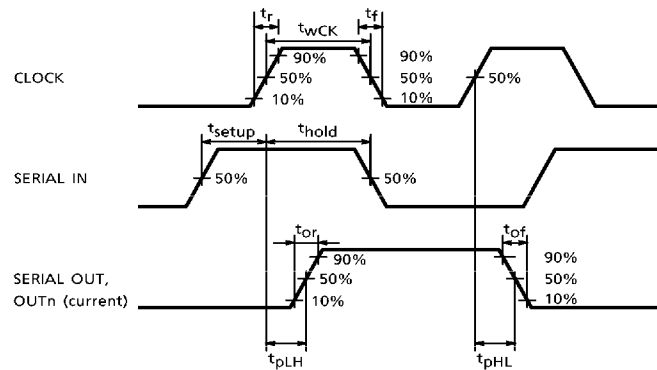 tr
twCK
tf
90%
90%
CLOCK
50%
50%
50%
10%
10%
tsetup
thold
SERIAL IN
50%
50%
tor
tof
90%
90%
SERIAL OUT,
50%
50%
OUTn (current)
10%
10%
tpLH
tpHL